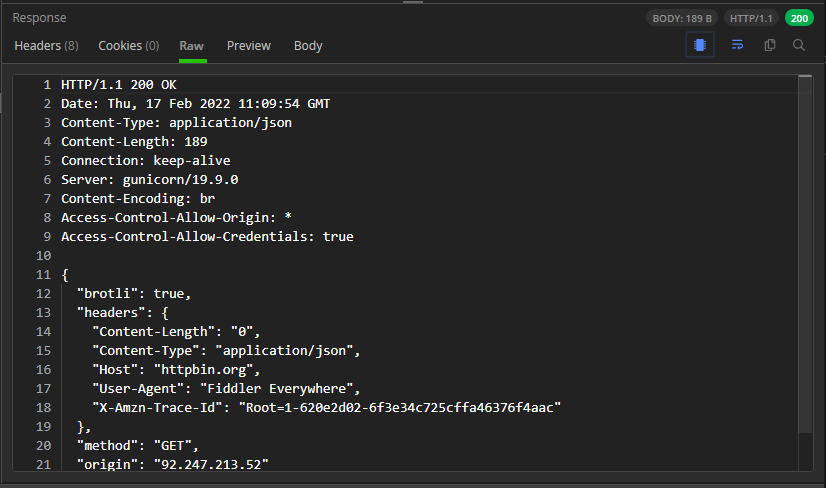 Response
BODY: 189 B HTTP/1.1 200
Headers (8) Cookies (0) Raw Preview Body
1 HTTP/1.1 200 OK
2 Date: Thu, 17 Feb 2022 11:09:54 GMT
3 Content-Type: application/json
4 Content-Length: 189
5 Connection: keep-alive
6 Server: gunicorn/19.9.0
7 Content-Encoding: br
8 Access-Control-Allow-Origin: *
9 Access-Control-Allow-Credentials: true
10
11 {
12 "brotli": true,
13 "headers": {
14 "Content-Length": "0",
15 "Content-Type": "application/json",
16 "Host": "httpbin.org",
17 "User-Agent": "Fiddler Everywhere",
18 "X-Amzn-Trace-Id": "Root=1-620e2d02-6f3e34c725cffa46376f4aac"
19 },
20 "method": "GET",
21 "origin": "92.247.213.52"